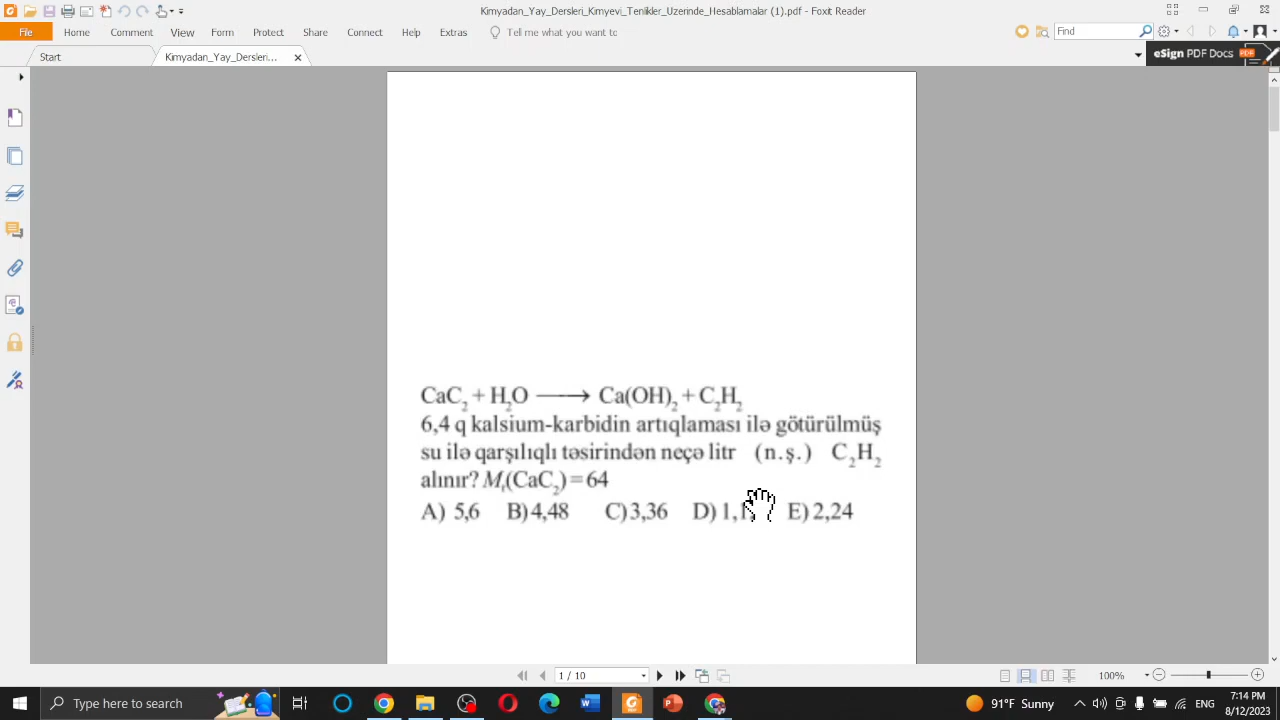 Kimyadan_Yay_Dersleri_Kimyevi_Tenlikler_Uzerinde_Hesablamalar (1).pdf - Foxit Reader
File Home Comment View Form Protect Share Connect Help Extras Tell me what you want to Find
Start Kimyadan_Yay_Dersleri... eSign PDF Docs PDF
CaC₂ + H₂O ⟶ Ca(OH)₂ + C₂H₂
6,4 q kalsium-karbidin artıqlaması ilə götürülmüş
su ilə qarşılıqlı təsirindən neçə litr (n.ş.) C₂H₂
alınır? Mᵣ(CaC₂) = 64
A) 5,6 B) 4,48 C) 3,36 D) E) 2,24
1 / 10 100%
Type here to search 91°F Sunny ENG 7:14 PM
8/12/2023